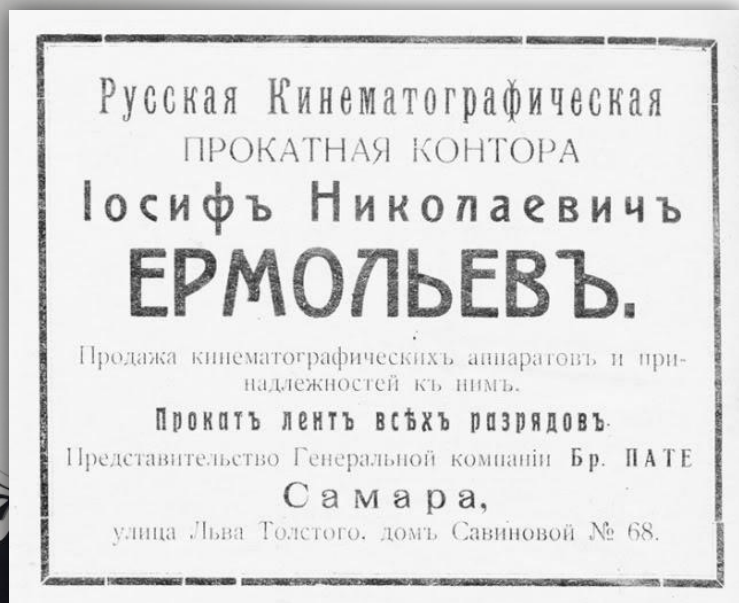 Русская Кинематографическая
ПРОКАТНАЯ КОНТОРА
Іосифъ Николаевичъ
ЕРМОЛЬЕВЪ.
Продажа кинематографическихъ аппаратовъ и при-
надлежностей къ нимъ.
Прокатъ лентъ всѣхъ разрядовъ.
Представительство Генеральной компаніи Бр. ПАТЕ
Самара,
улица Льва Толстого, домъ Савиновой № 68.